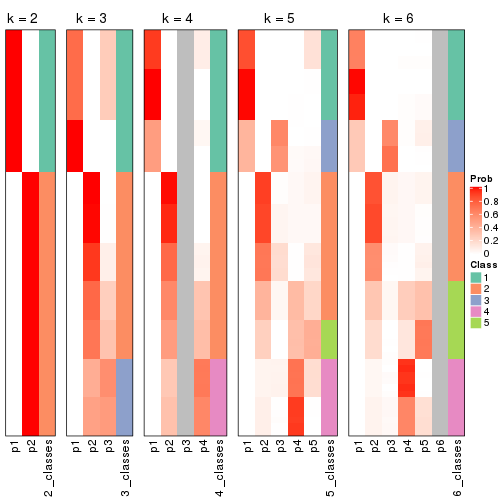 k = 2
k = 3
k = 4
k = 5
k = 6
p1
p2
2_classes
p1
p2
p3
3_classes
p1
p2
p3
p4
4_classes
p1
p2
p3
p4
p5
5_classes
p1
p2
p3
p4
p5
p6
6_classes
Prob
1
0.8
0.6
0.4
0.2
0
Class
1
2
3
4
5